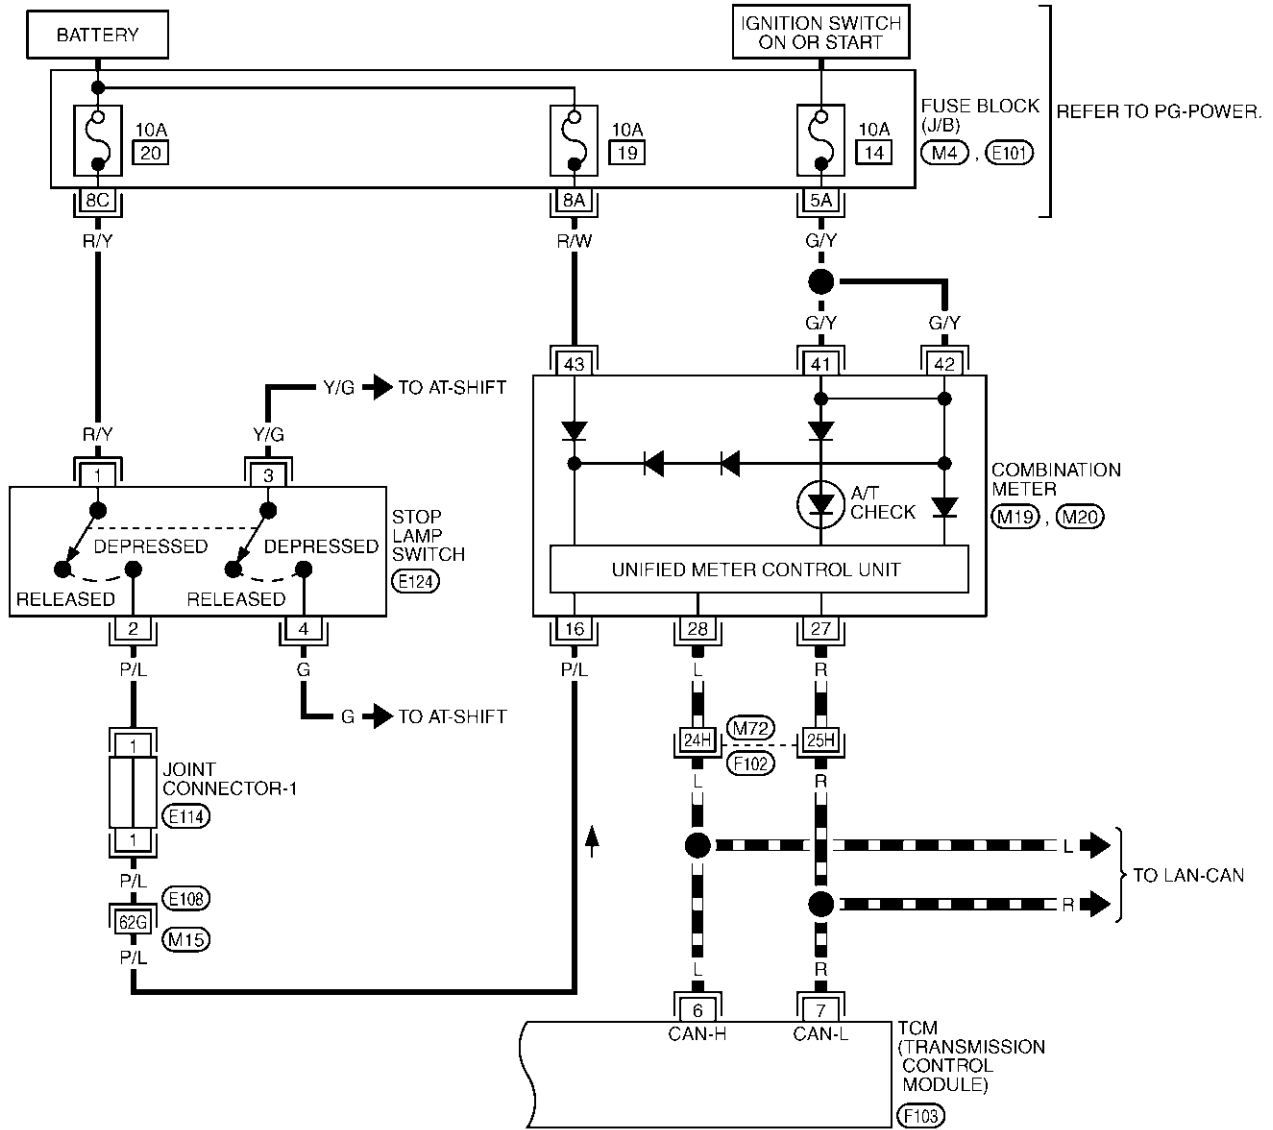 BATTERY
IGNITION SWITCH
ON OR START
FUSE BLOCK
(J/B)
M4 , E101
REFER TO PG-POWER.
10A
20
10A
19
10A
14
8C
8A
5A
R/Y
R/W
G/Y
G/Y
G/Y
43
41
42
Y/G
TO AT-SHIFT
R/Y
Y/G
1
3
COMBINATION
METER
M19 , M20
A/T
CHECK
STOP
LAMP
SWITCH
E124
DEPRESSED
DEPRESSED
RELEASED
RELEASED
UNIFIED METER CONTROL UNIT
2
4
16
28
27
P/L
G
P/L
L
R
G
TO AT-SHIFT
M72
24H
25H
F102
1
JOINT
CONNECTOR-1
E114
1
L
R
L
TO LAN-CAN
R
P/L
E108
62G
M15
P/L
L
R
6
7
CAN-H
CAN-L
TCM
(TRANSMISSION
CONTROL
MODULE)
F103